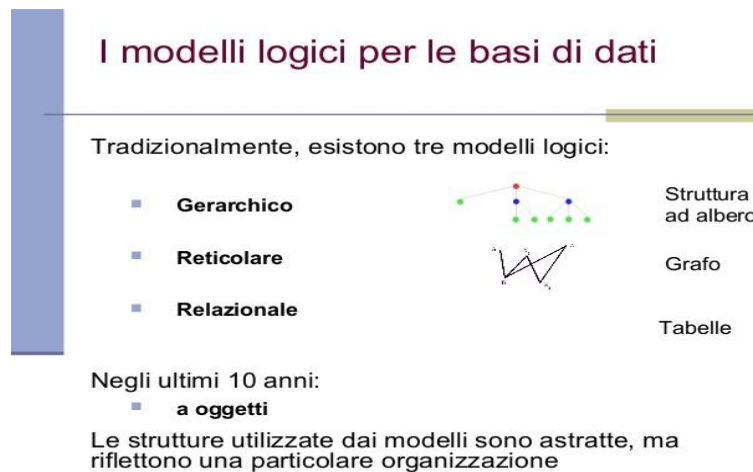 I modelli logici per le basi di dati
Tradizionalmente, esistono tre modelli logici:
Gerarchico
Struttura
ad albero
Reticolare
Grafo
Relazionale
Tabelle
Negli ultimi 10 anni:
a oggetti
Le strutture utilizzate dai modelli sono astratte, ma
riflettono una particolare organizzazione